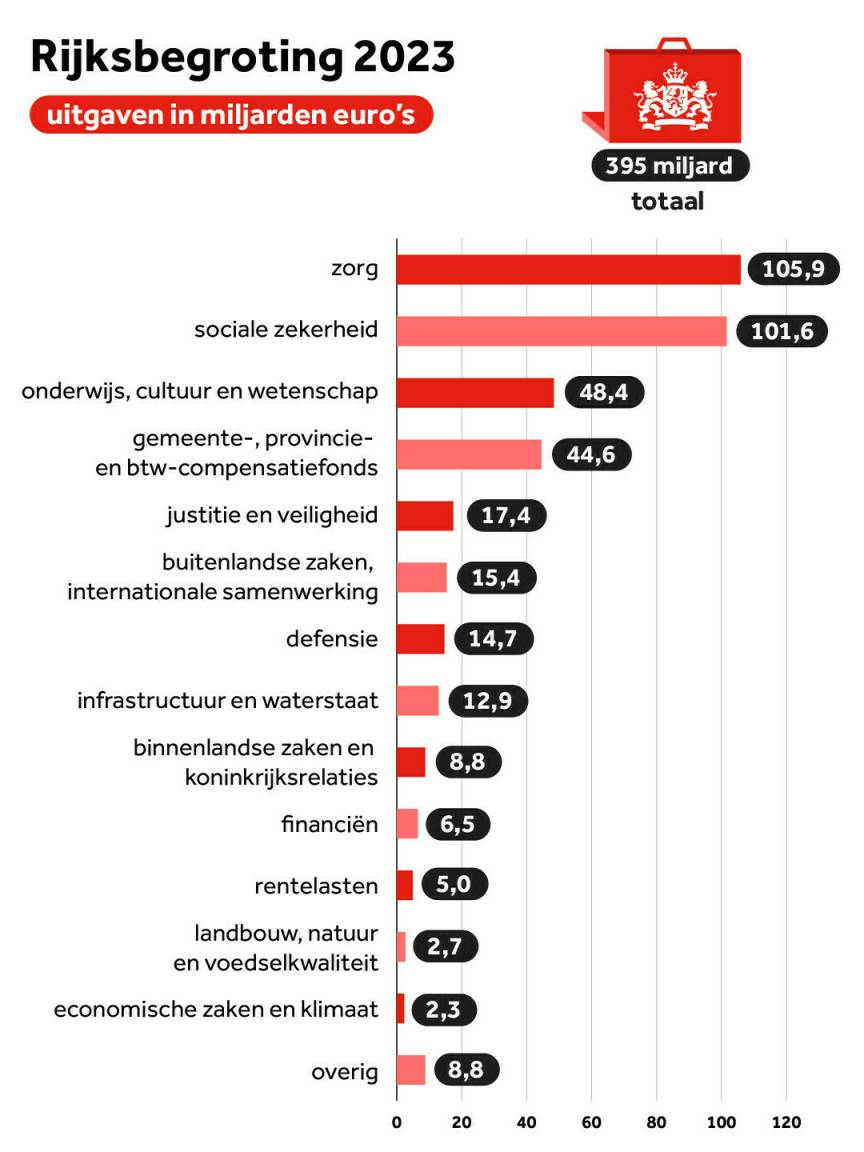 Rijksbegroting 2023
uitgaven in miljarden euro's
395 miljard
totaal
zorg 105,9
sociale zekerheid 101,6
onderwijs, cultuur en wetenschap 48,4
gemeente-, provincie-
en btw-compensatiefonds 44,6
justitie en veiligheid 17,4
buitenlandse zaken,
internationale samenwerking 15,4
defensie 14,7
infrastructuur en waterstaat 12,9
binnenlandse zaken en
koninkrijksrelaties 8,8
financiën 6,5
rentelasten 5,0
landbouw, natuur
en voedselkwaliteit 2,7
economische zaken en klimaat 2,3
overig 8,8
0 20 40 60 80 100 120